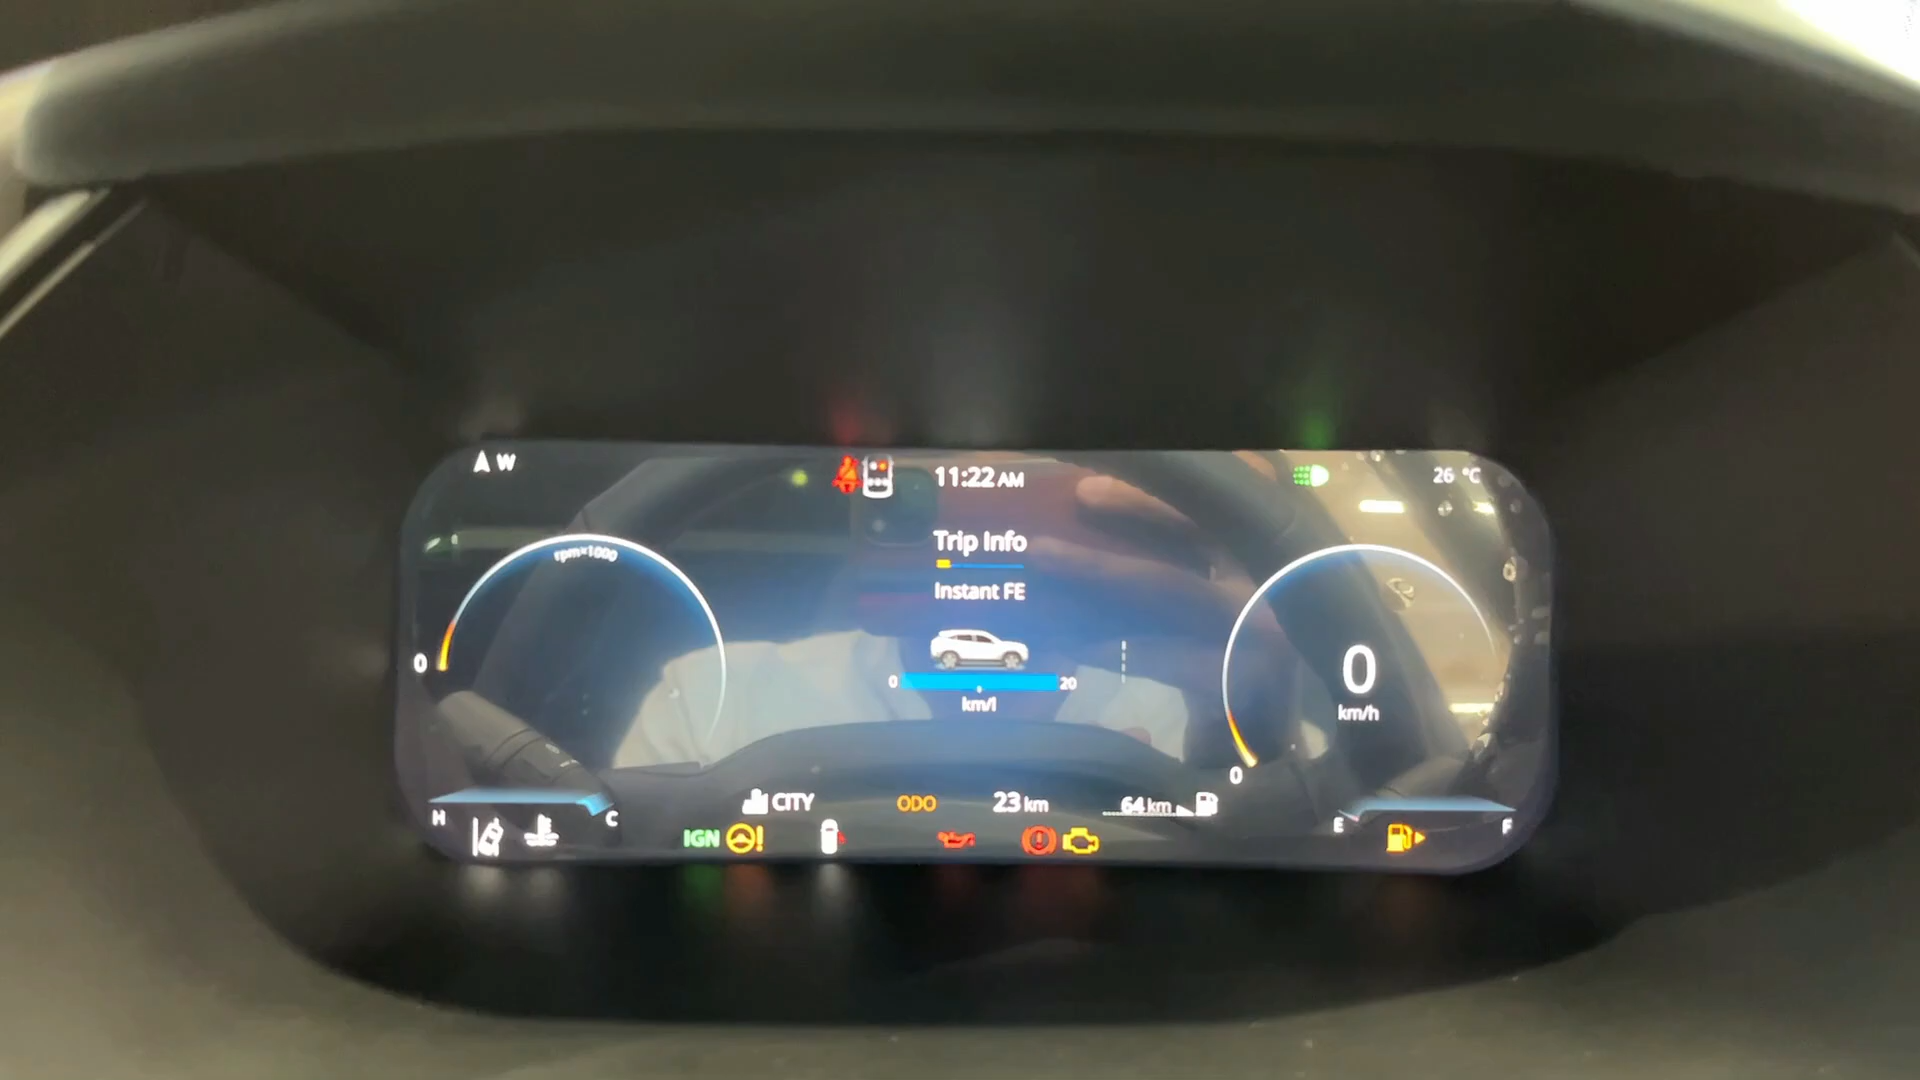 W
11:22 AM
26 °C
rpm×1000
Trip Info
Instant FE
0
0 20
km/l
0
km/h
0
CITY
ODO
23 km
64 km
H C
E F
IGN